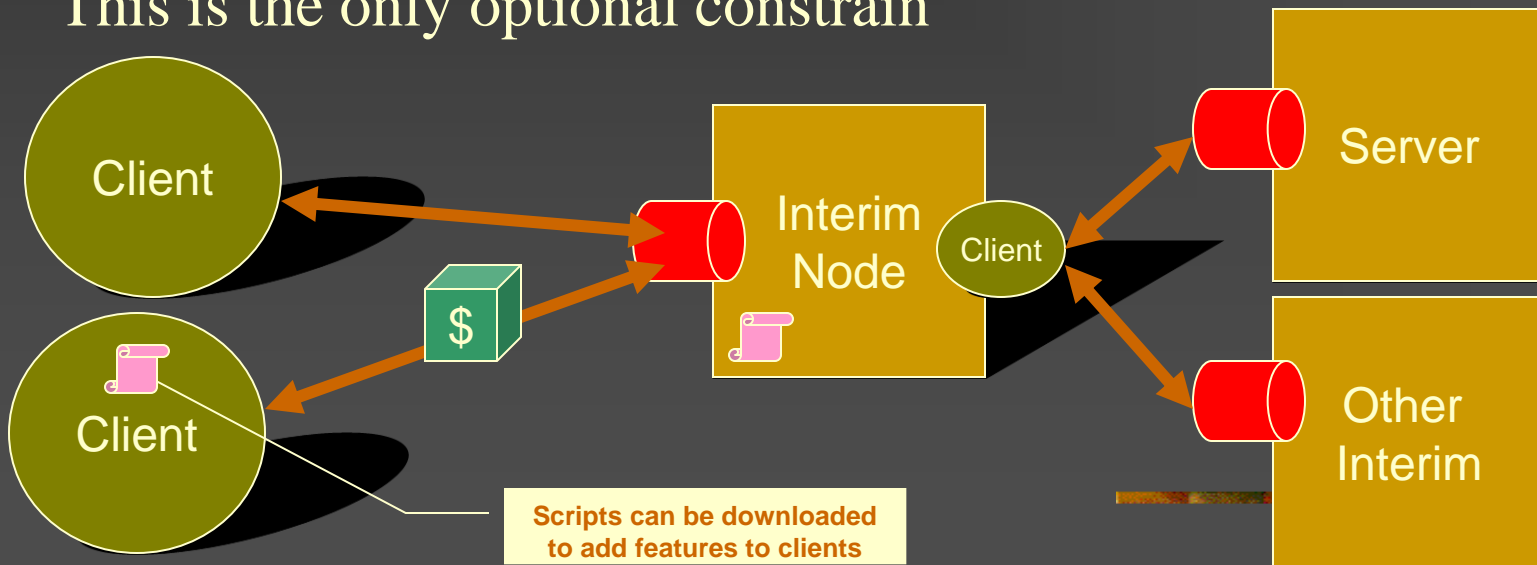 This is the only optional constrain
Client
Interim
Node
Client
Server
$
Client
Other
Interim
Scripts can be downloaded
to add features to clients